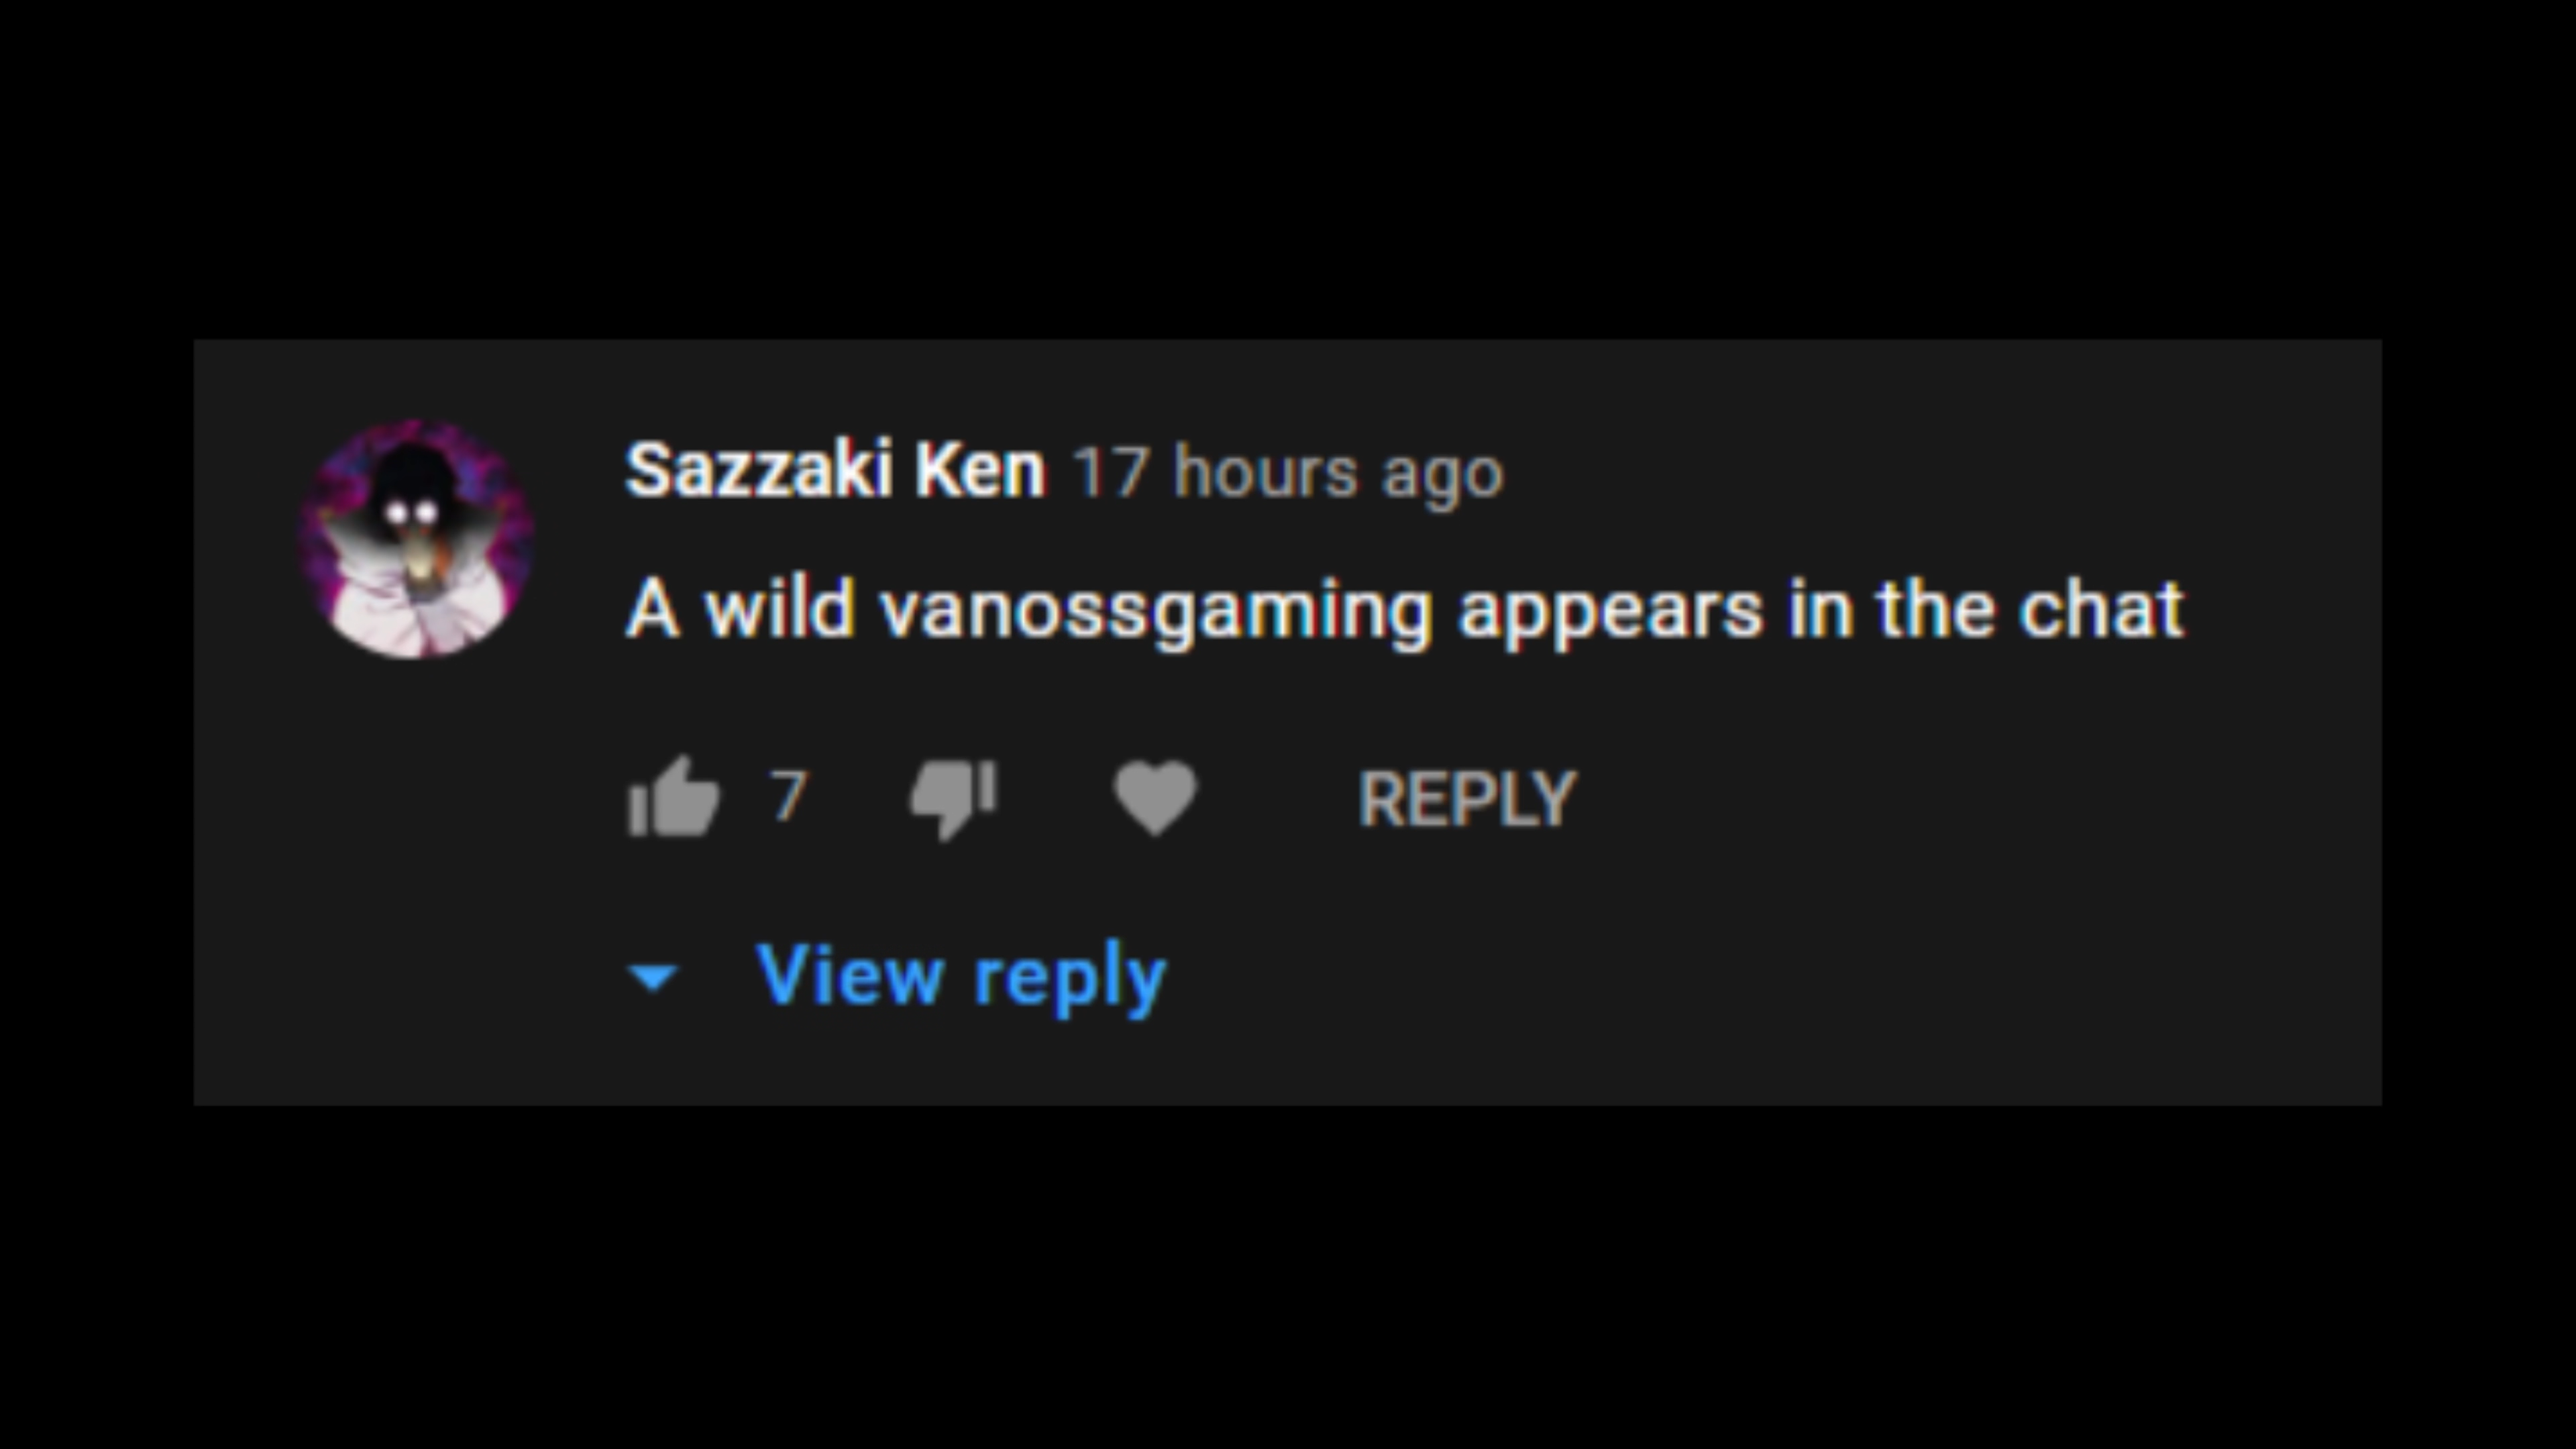 Sazzaki Ken 17 hours ago
A wild vanossgaming appears in the chat
7 REPLY
View reply